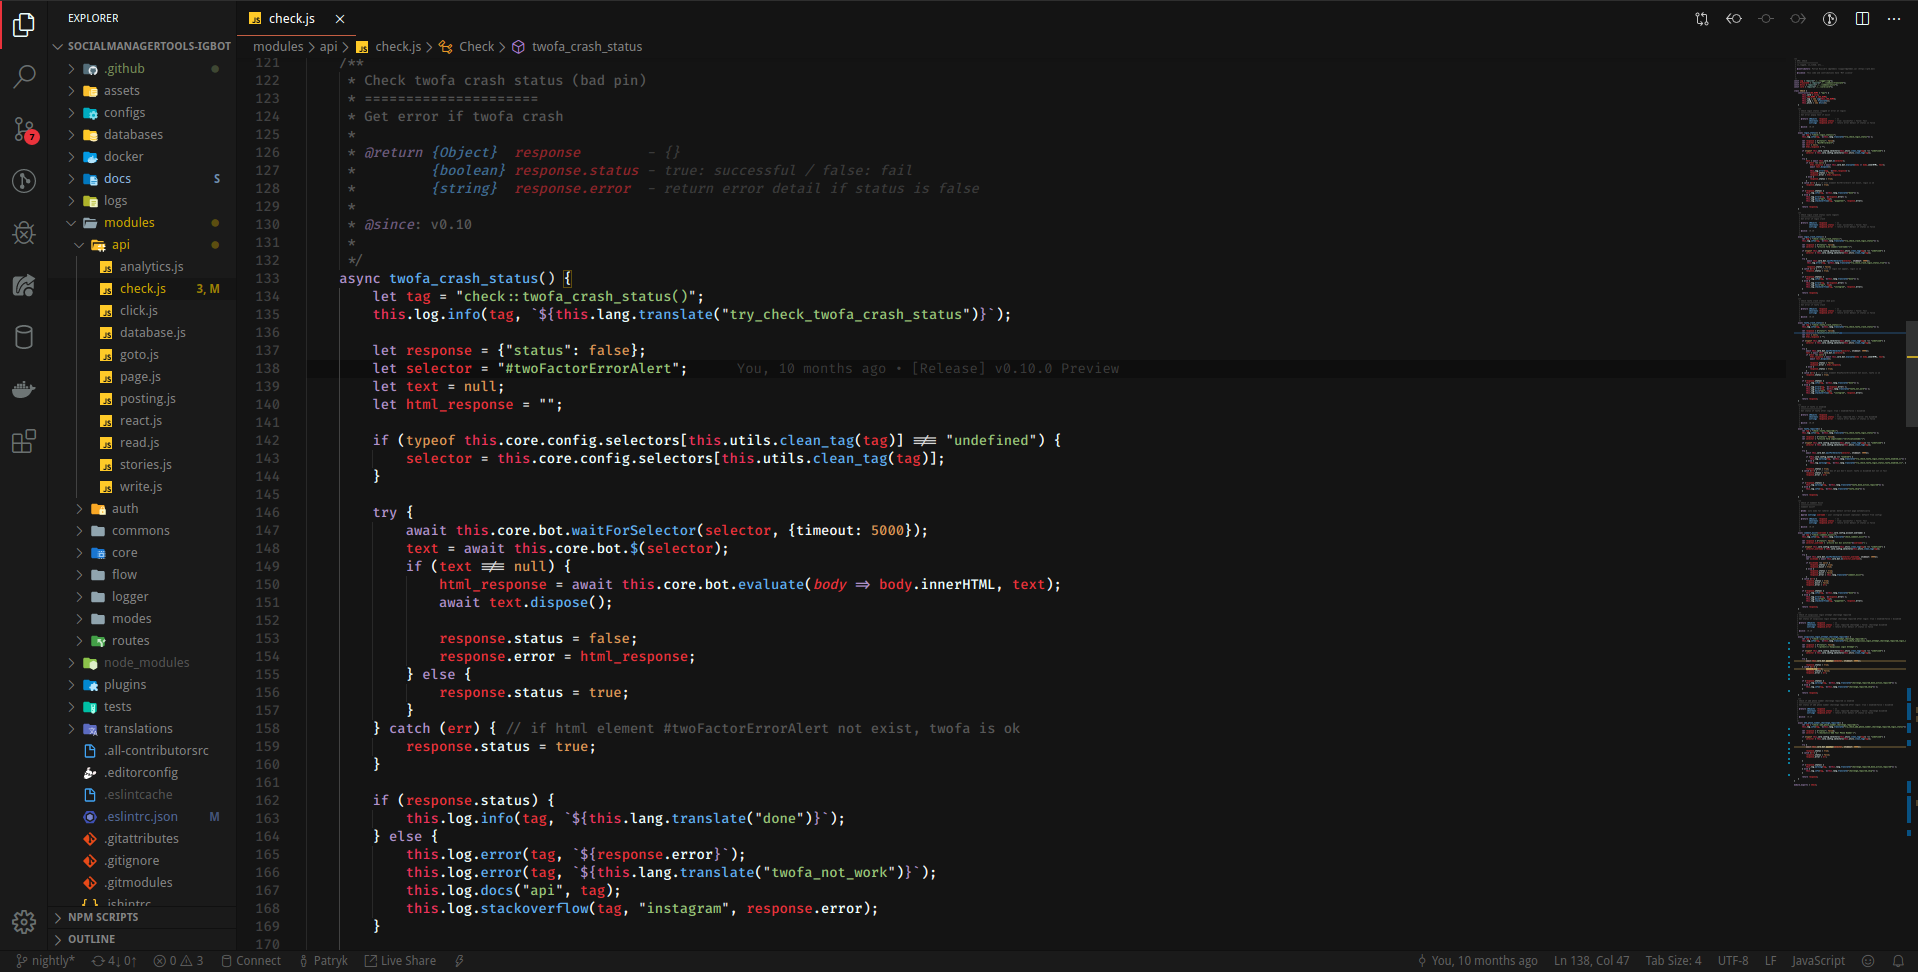 EXPLORER
check.js
SOCIALMANAGERTOOLS-IGBOT
modules > api > check.js > Check > twofa_crash_status
.github
assets
configs
databases
docker
docs S
logs
modules
api
analytics.js
check.js 3, M
click.js
database.js
goto.js
page.js
posting.js
react.js
read.js
stories.js
write.js
auth
commons
core
flow
logger
modes
routes
node_modules
plugins
tests
translations
.all-contributorsrc
.editorconfig
.eslintcache
.eslintrc.json M
.gitattributes
.gitignore
.gitmodules
.jshintrc
NPM SCRIPTS
OUTLINE
7
121 /**
122 * Check twofa crash status (bad pin)
123 * =====================
124 * Get error if twofa crash
125 *
126 * @return {Object} response - {}
127 * {boolean} response.status - true: successful / false: fail
128 * {string} response.error - return error detail if status is false
129 *
130 * @since: v0.10
131 *
132 */
133 async twofa_crash_status() {
134 let tag = "check::twofa_crash_status()";
135 this.log.info(tag, `${this.lang.translate("try_check_twofa_crash_status")}`);
136
137 let response = {"status": false};
138 let selector = "#twoFactorErrorAlert"; You, 10 months ago • [Release] v0.10.0 Preview
139 let text = null;
140 let html_response = "";
141
142 if (typeof this.core.config.selectors[this.utils.clean_tag(tag)] !== "undefined") {
143 selector = this.core.config.selectors[this.utils.clean_tag(tag)];
144 }
145
146 try {
147 await this.core.bot.waitForSelector(selector, {timeout: 5000});
148 text = await this.core.bot.$(selector);
149 if (text !== null) {
150 html_response = await this.core.bot.evaluate(body => body.innerHTML, text);
151 await text.dispose();
152
153 response.status = false;
154 response.error = html_response;
155 } else {
156 response.status = true;
157 }
158 } catch (err) { // if html element #twoFactorErrorAlert not exist, twofa is ok
159 response.status = true;
160 }
161
162 if (response.status) {
163 this.log.info(tag, `${this.lang.translate("done")}`);
164 } else {
165 this.log.error(tag, `${response.error}`);
166 this.log.error(tag, `${this.lang.translate("twofa_not_work")}`);
167 this.log.docs("api", tag);
168 this.log.stackoverflow(tag, "instagram", response.error);
169 }
170
nightly* 4↓ 0↑ 0 3 Connect Patryk Live Share You, 10 months ago Ln 138, Col 47 Tab Size: 4 UTF-8 LF JavaScript